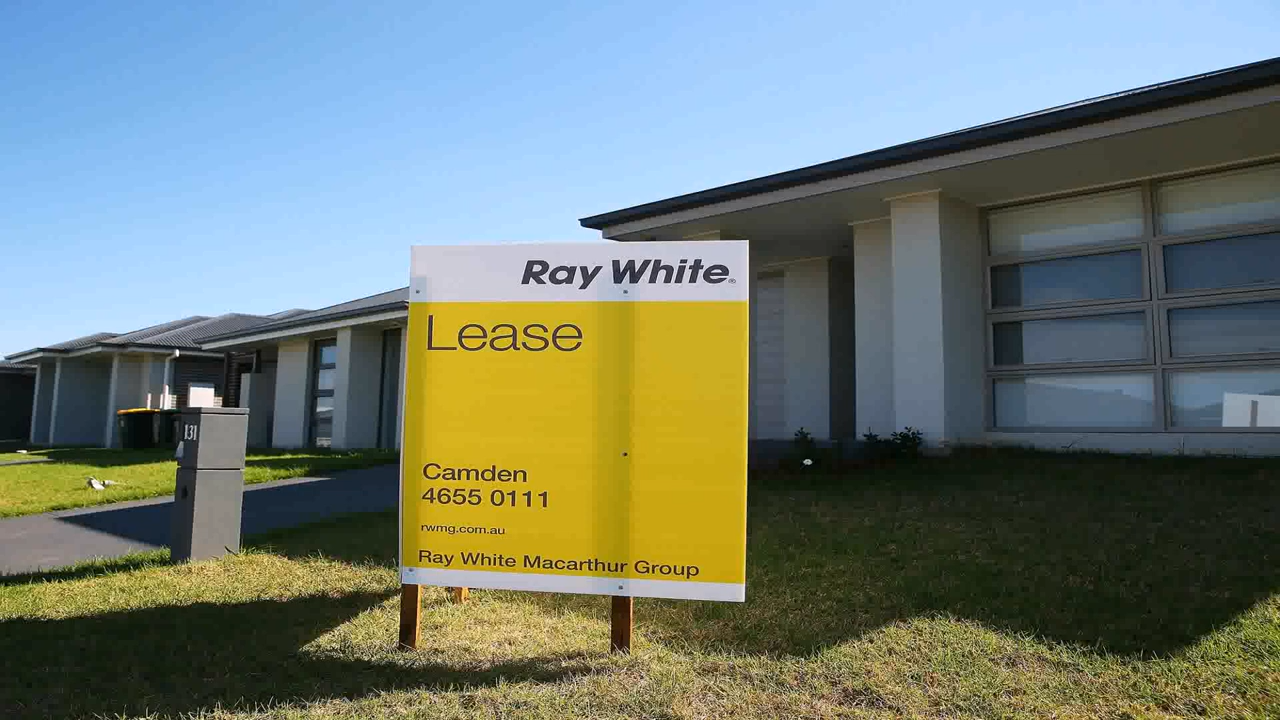 Ray White®
Lease
Camden
4655 0111
rwmg.com.au
Ray White Macarthur Group
131